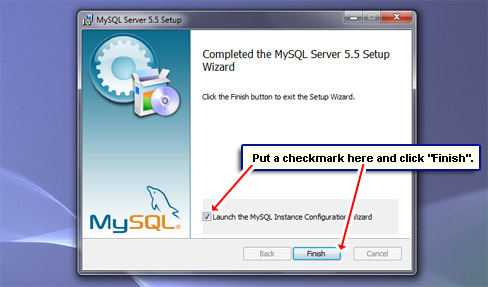 MySQL Server 5.5 Setup
Completed the MySQL Server 5.5 Setup
Wizard
Click the Finish button to exit the Setup Wizard.
Put a checkmark here and click "Finish".
Launch the MySQL Instance Configuration Wizard
MySQL®
Back
Finish
Cancel